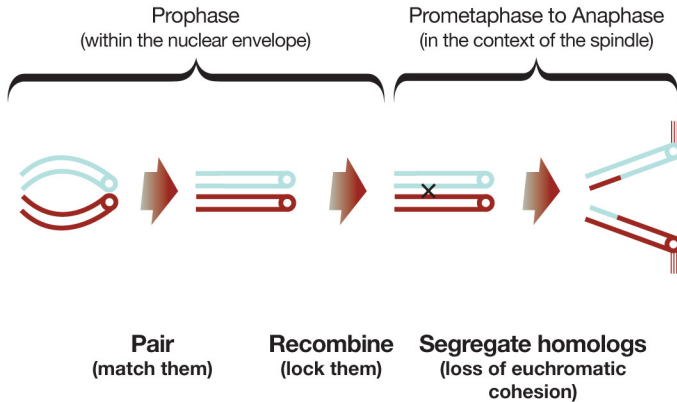 Prophase
(within the nuclear envelope)
Prometaphase to Anaphase
(in the context of the spindle)
Pair
(match them)
Recombine
(lock them)
Segregate homologs
(loss of euchromatic
cohesion)